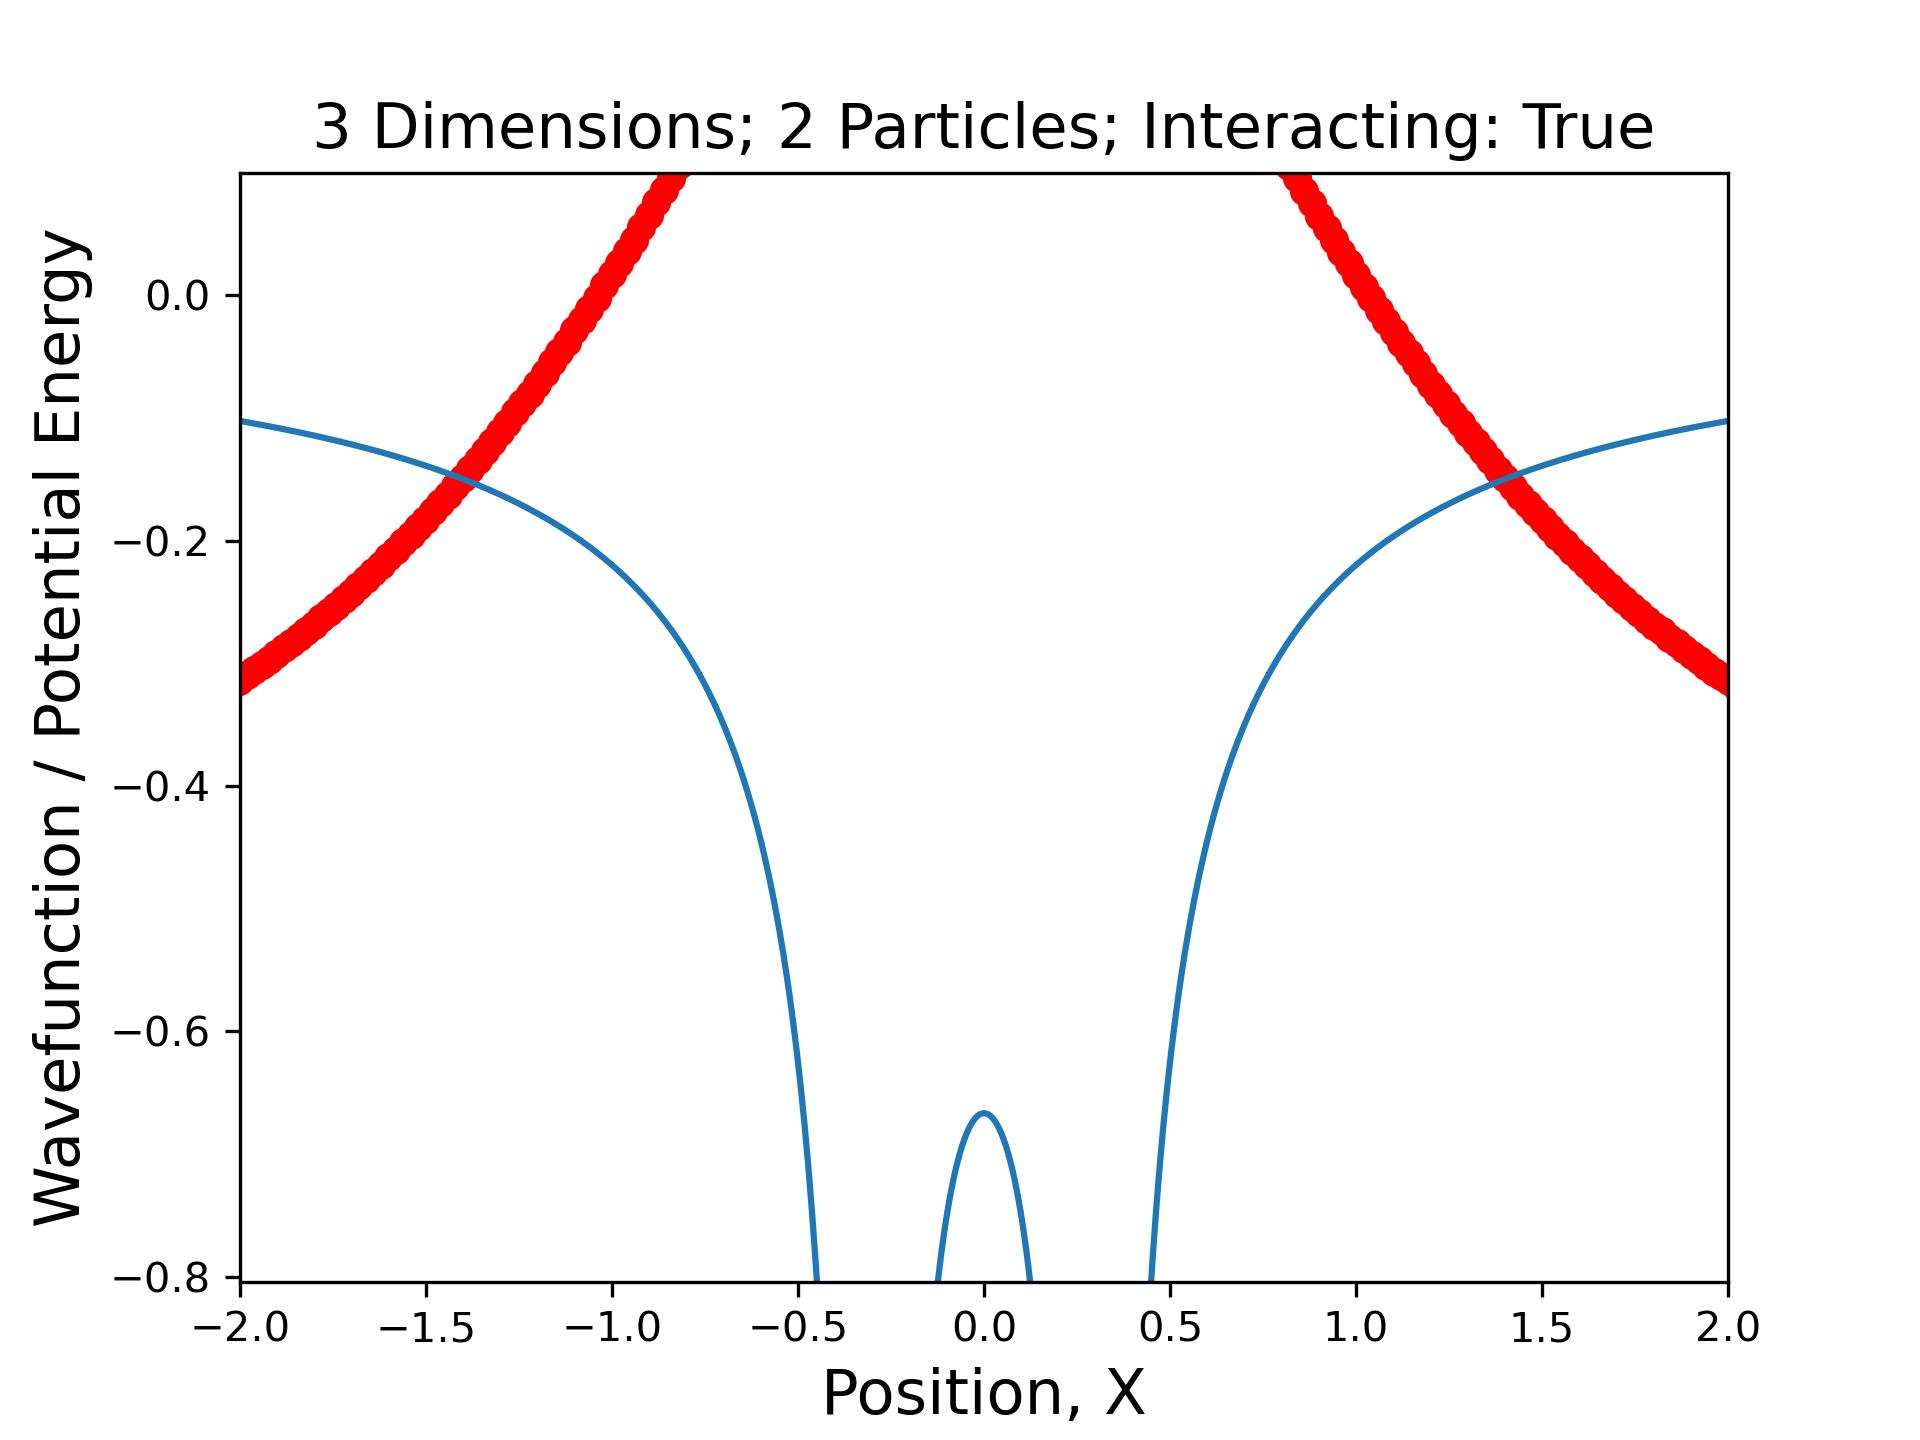 3 Dimensions; 2 Particles; Interacting: True
Wavefunction / Potential Energy
0.0
−0.2
−0.4
−0.6
−0.8
−2.0 −1.5 −1.0 −0.5 0.0 0.5 1.0 1.5 2.0
Position, X